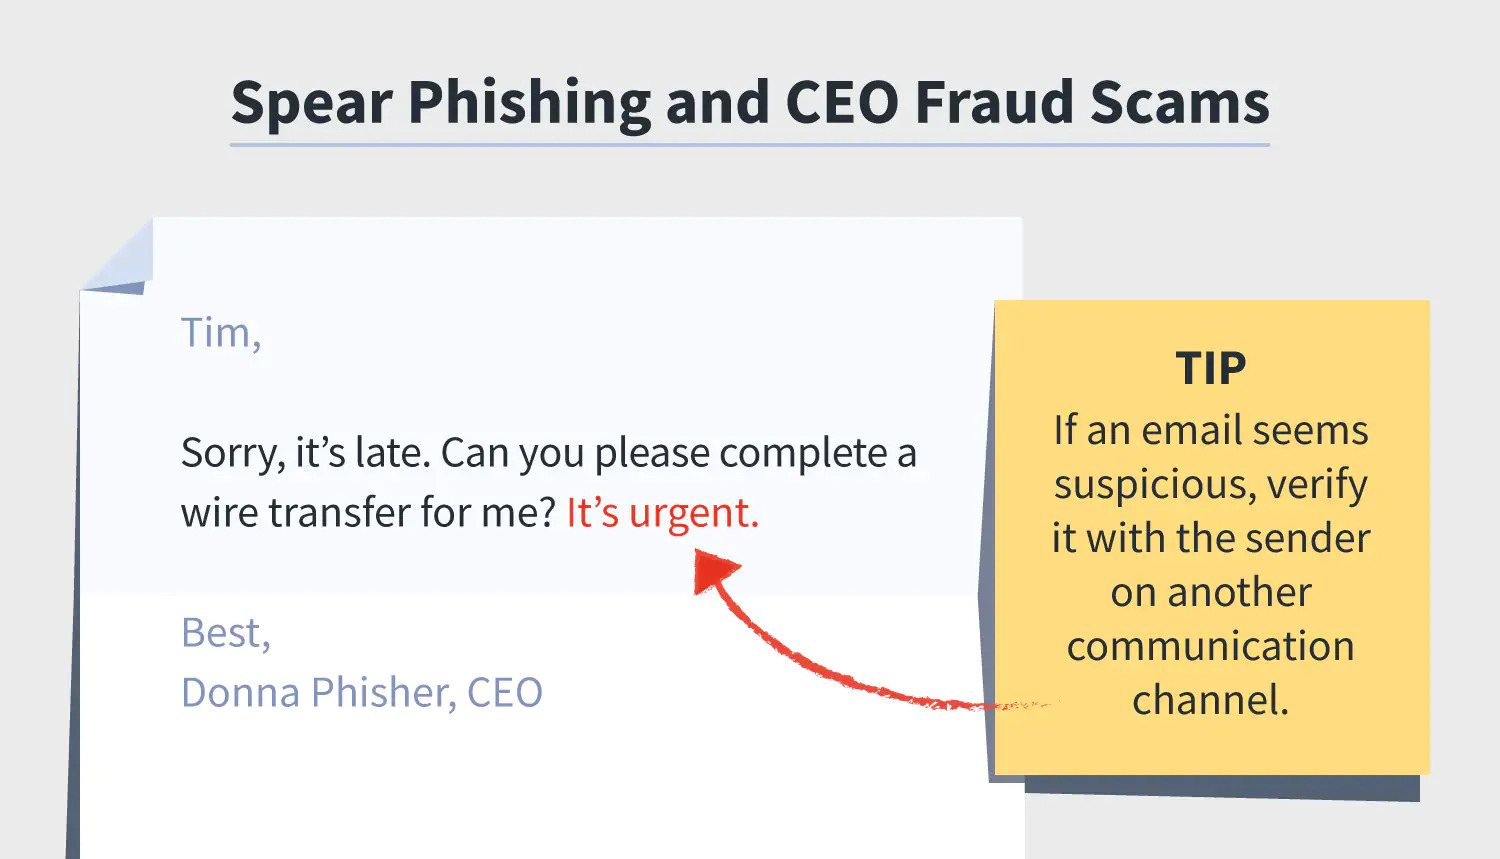 Spear Phishing and CEO Fraud Scams
Tim,
Sorry, it’s late. Can you please complete a
wire transfer for me? It’s urgent.
Best,
Donna Phisher, CEO
TIP
If an email seems
suspicious, verify
it with the sender
on another
communication
channel.